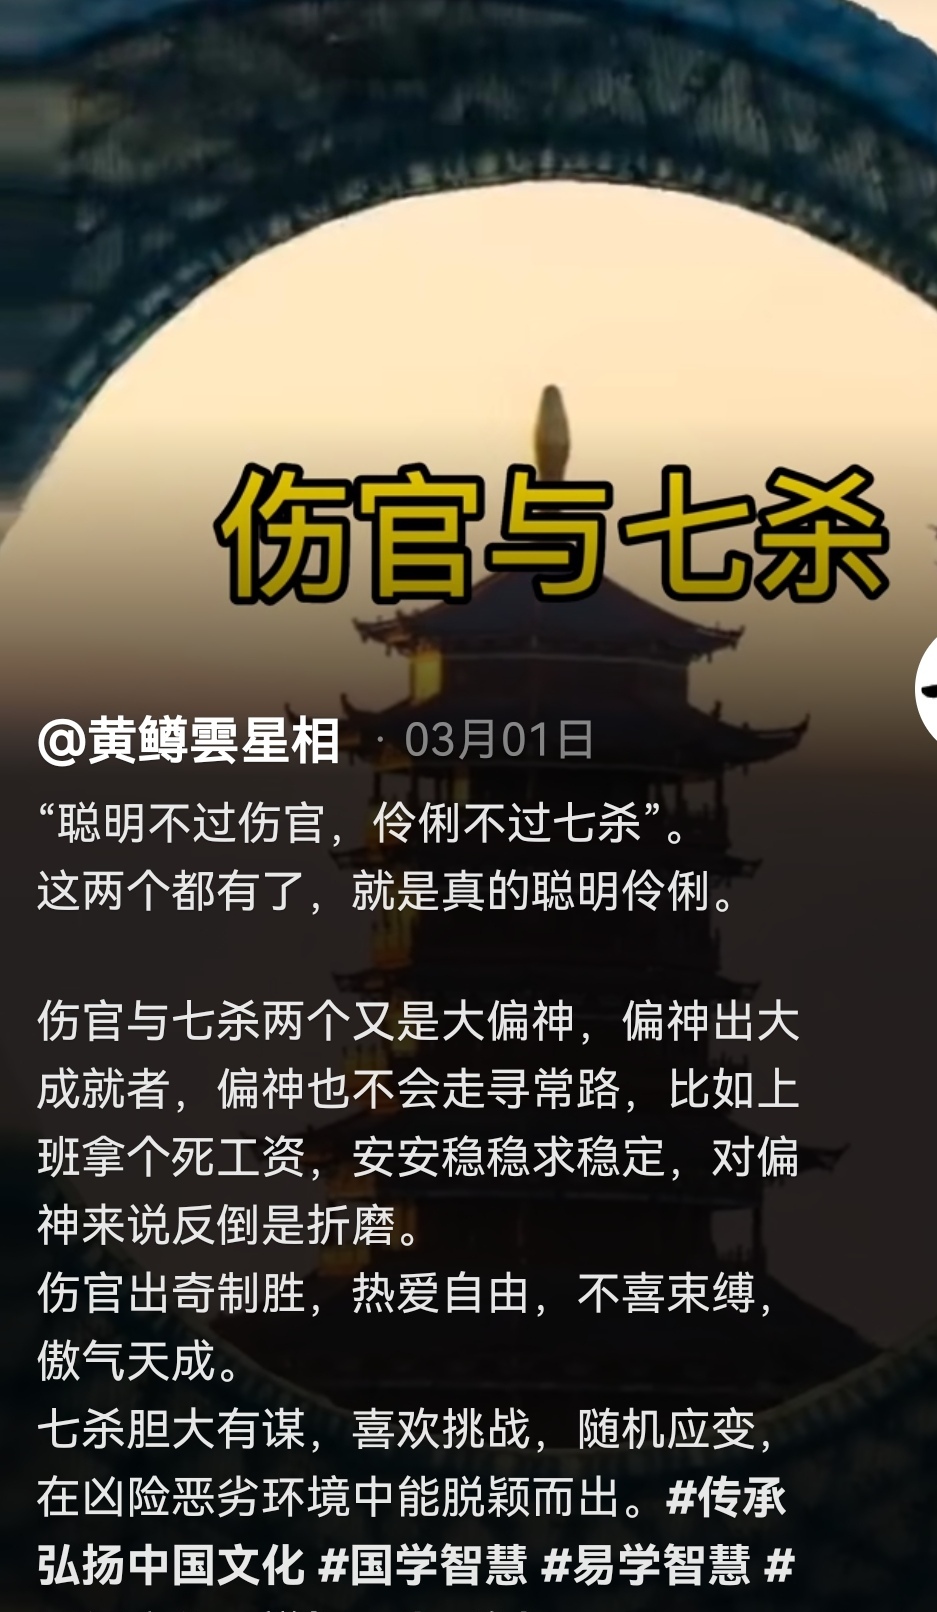 伤官与七杀
@黄鳟雲星相 · 03月01日
“聪明不过伤官，伶俐不过七杀”。
这两个都有了，就是真的聪明伶俐。
伤官与七杀两个又是大偏神，偏神出大
成就者，偏神也不会走寻常路，比如上
班拿个死工资，安安稳稳求稳定，对偏
神来说反倒是折磨。
伤官出奇制胜，热爱自由，不喜束缚，
傲气天成。
七杀胆大有谋，喜欢挑战，随机应变，
在凶险恶劣环境中能脱颖而出。#传承
弘扬中国文化 #国学智慧 #易学智慧 #